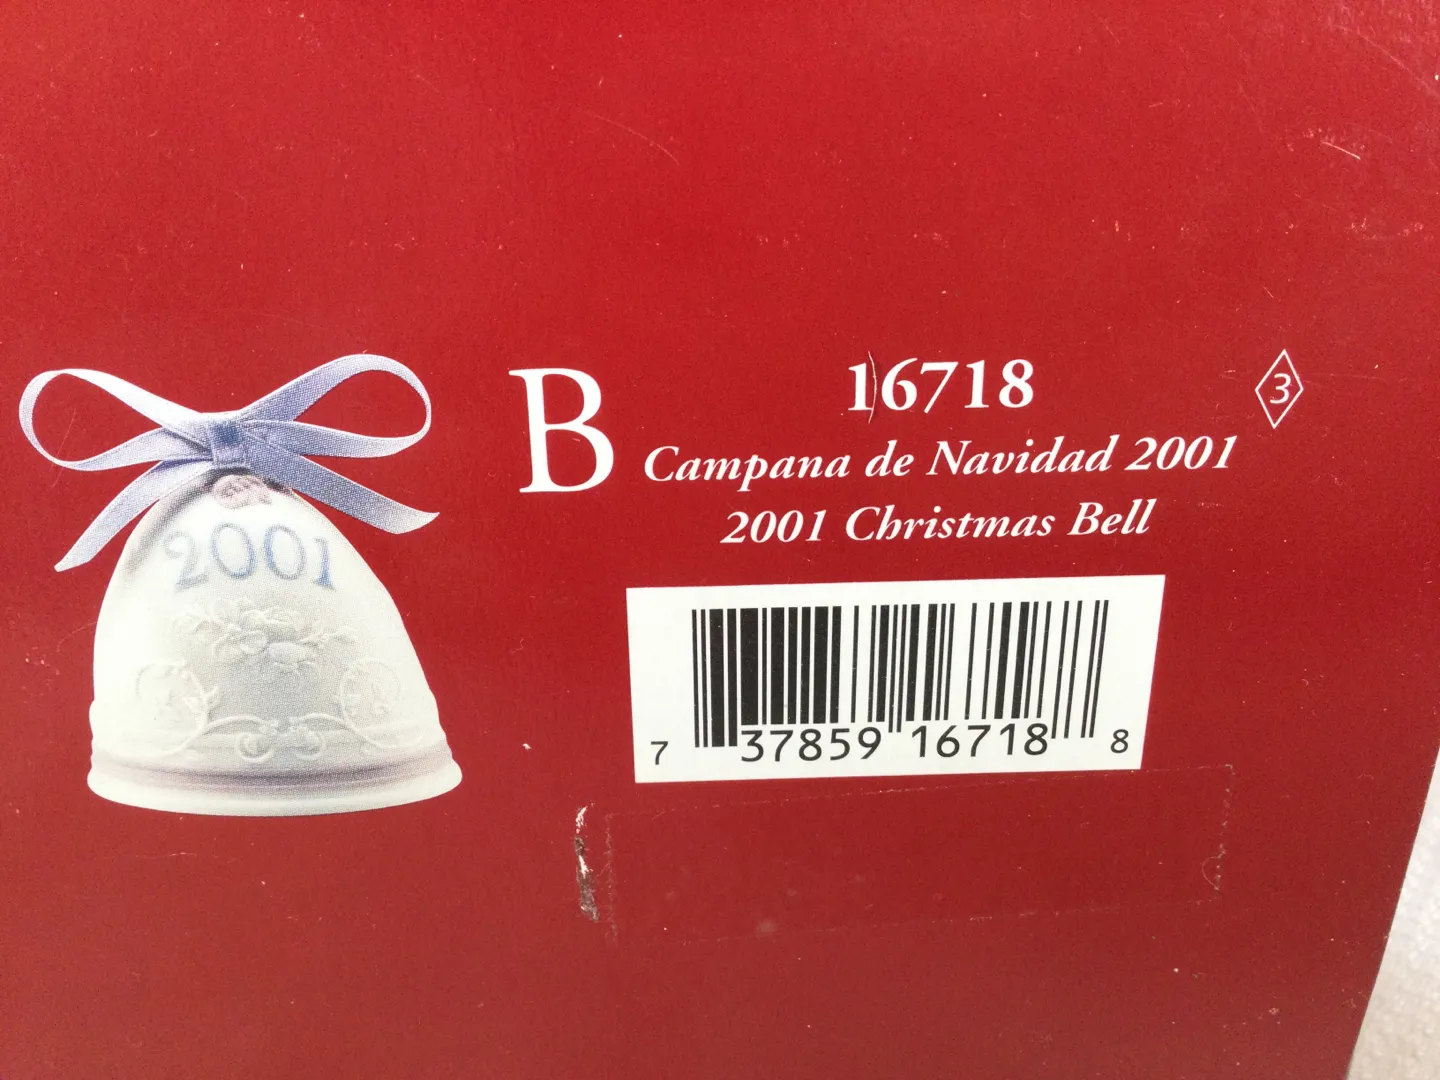 2001
B
16718
3
Campana de Navidad 2001
2001 Christmas Bell
7 37859 16718 8